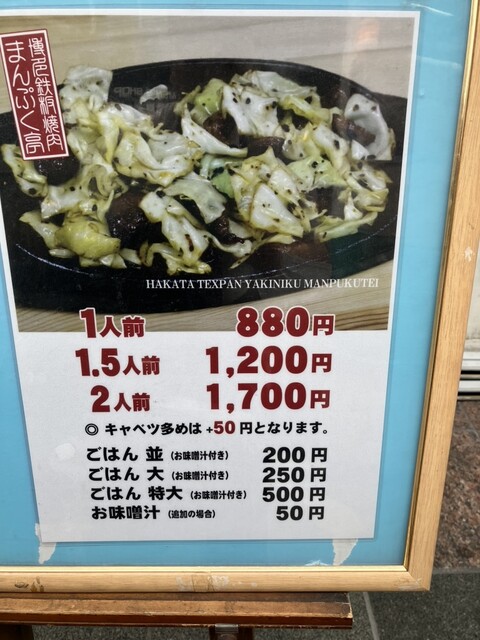 博多鉄板焼肉
まんぷく亭
HAKATA TEXPAN YAKINIKU MANPUKUTEI
1人前 880円
1.5人前 1,200円
2人前 1,700円
◎ キャベツ多めは +50円となります。
ごはん 並 (お味噌汁付き) 200円
ごはん 大 (お味噌汁付き) 250円
ごはん 特大 (お味噌汁付き) 500円
お味噌汁 (追加の場合) 50円